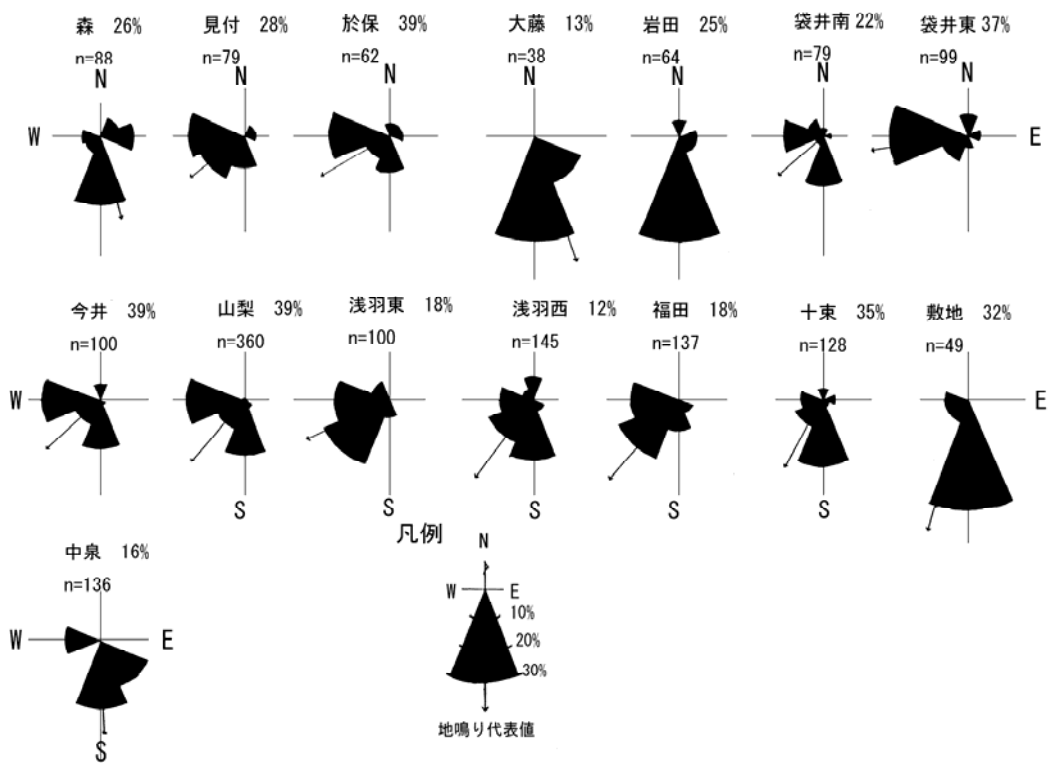 森 26%
n=88
N
W
見付 28%
n=79
N
於保 39%
n=62
N
大藤 13%
n=38
岩田 25%
n=64
N
袋井南 22%
n=79
N
袋井東 37%
n=99
N
E
今井 39%
n=100
W
山梨 39%
n=360
S
浅羽東 18%
n=100
S
浅羽西 12%
n=145
S
福田 18%
n=137
S
十束 35%
n=128
S
敷地 32%
n=49
E
S
中泉 16%
n=136
W
E
S
凡例
N
W
E
10%
20%
30%
地鳴り代表値